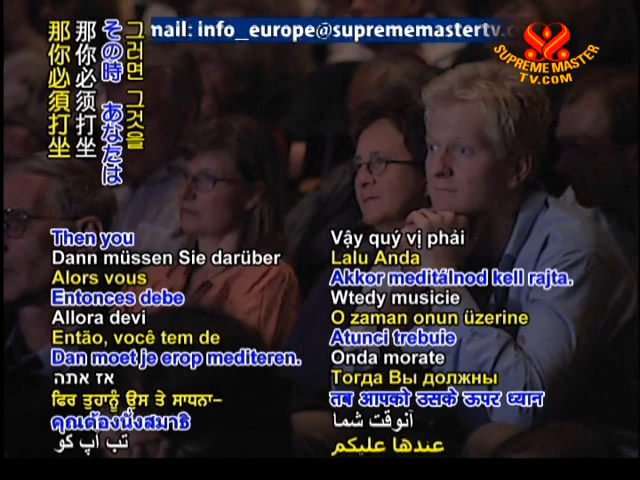 mail: info_europe@suprememastertv.c
SUPREME MASTER
TV.COM
그러면 그것을
その時 あなたは
那你必须打坐
那你必須打坐
Then you
Dann müssen Sie darüber
Alors vous
Entonces debe
Allora devi
Então, você tem de
Dan moet je erop mediteren.
אז אתה
ਫਿਰ ਤੁਹਾਨੂੰ ਉਸ ਤੇ ਸਾਧਨਾ–
คุณต้องนั่งสมาธิ
تب آپ کو
Vậy quý vị phải
Lalu Anda
Akkor meditálnod kell rajta.
Wtedy musicie
O zaman onun üzerine
Atunci trebuie
Onda morate
Тогда Вы должны
तब आपको उसके ऊपर ध्यान
آنوقت شما
عندها عليكم